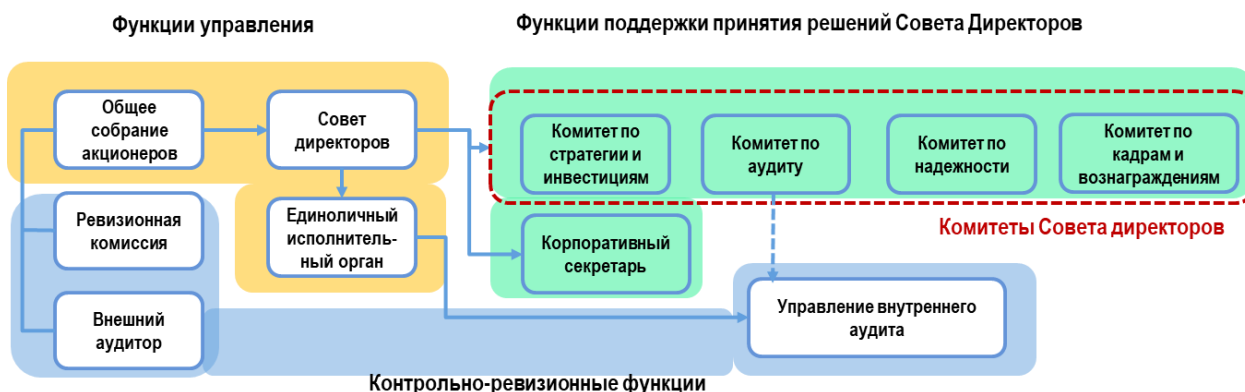 Функции управления
Функции поддержки принятия решений Совета Директоров
Общее
собрание
акционеров
Совет
директоров
Комитет по
стратегии и
инвестициям
Комитет по
аудиту
Комитет по
надежности
Комитет по
кадрам и
вознаграждениям
Ревизионная
комиссия
Единоличный
исполнитель-
ный орган
Корпоративный
секретарь
Комитеты Совета директоров
Внешний
аудитор
Управление внутреннего
аудита
Контрольно-ревизионные функции